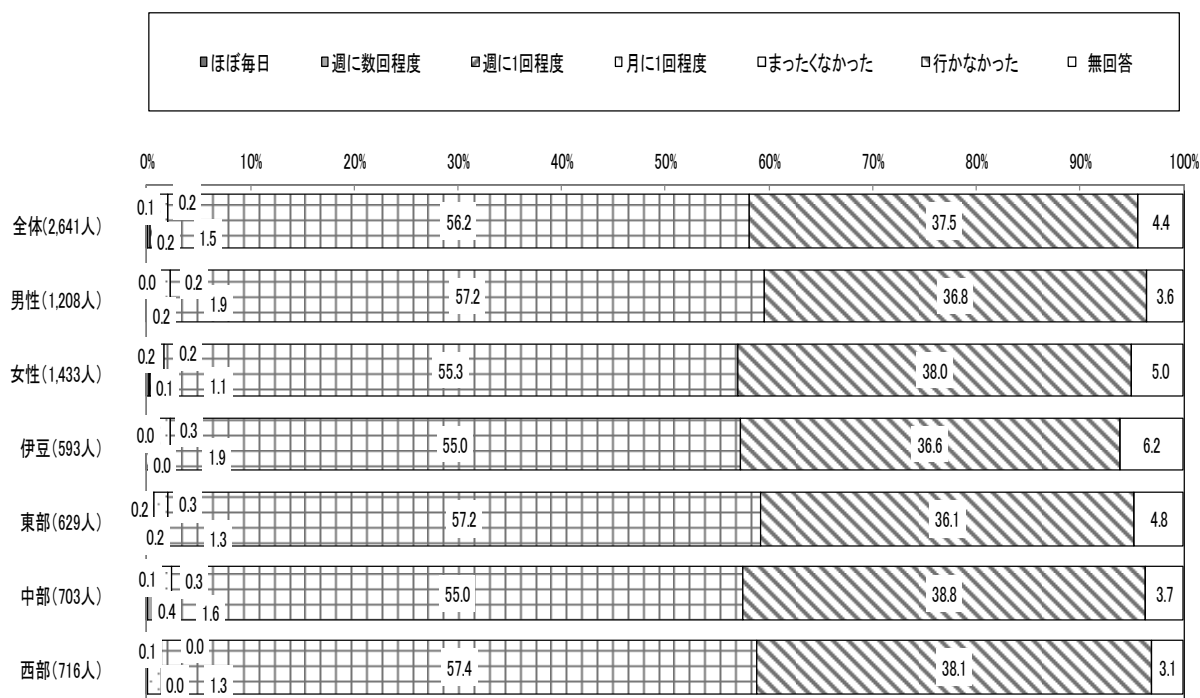 ■ほぼ毎日 ■週に数回程度 ■週に1回程度 □月に1回程度 □まったくなかった ■行かなかった □ 無回答
0% 10% 20% 30% 40% 50% 60% 70% 80% 90% 100%
0.1 0.2
全体(2,641人) 56.2 37.5 4.4
0.2 1.5
0.0 0.2
男性(1,208人) 57.2 36.8 3.6
0.2 1.9
0.2 0.2
女性(1,433人) 55.3 38.0 5.0
0.1 1.1
0.0 0.3
伊豆(593人) 55.0 36.6 6.2
0.0 1.9
0.2 0.3
東部(629人) 57.2 36.1 4.8
0.2 1.3
0.1 0.3
中部(703人) 55.0 38.8 3.7
0.4 1.6
0.1 0.0
西部(716人) 57.4 38.1 3.1
0.0 1.3